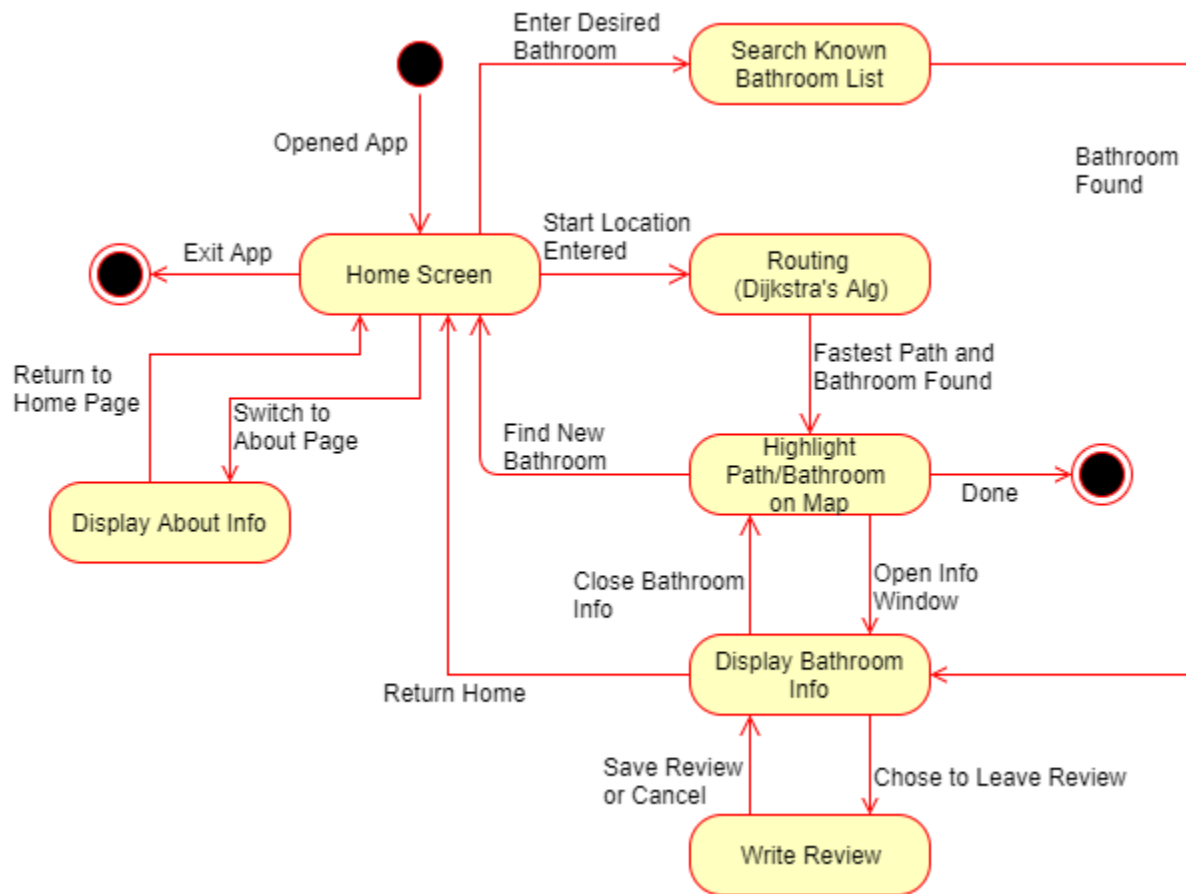 Enter Desired
Bathroom
Search Known
Bathroom List
Opened App
Bathroom
Found
Exit App
Home Screen
Start Location
Entered
Routing
(Dijkstra's Alg)
Return to
Home Page
Switch to
About Page
Fastest Path and
Bathroom Found
Find New
Bathroom
Highlight
Path/Bathroom
on Map
Done
Display About Info
Close Bathroom
Info
Open Info
Window
Display Bathroom
Info
Return Home
Save Review
or Cancel
Chose to Leave Review
Write Review